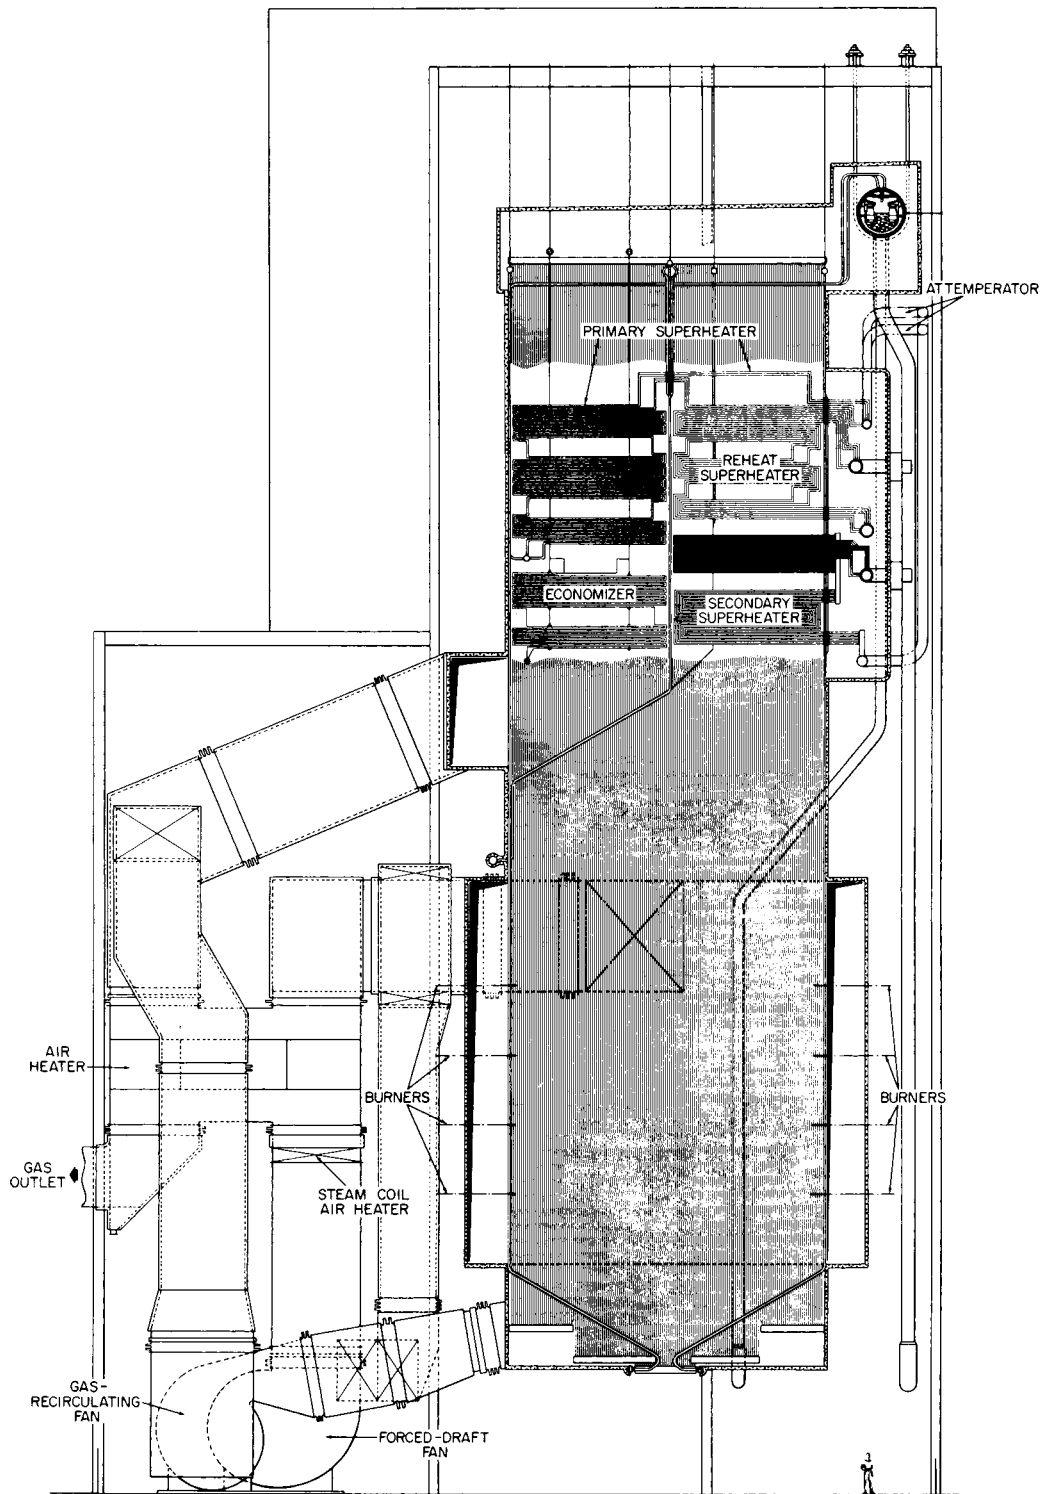 ATTEMPERATOR
PRIMARY SUPERHEATER
REHEAT
SUPERHEATER
ECONOMIZER
SECONDARY
SUPERHEATER
AIR
HEATER
BURNERS
BURNERS
GAS
OUTLET
STEAM COIL
AIR HEATER
GAS-
RECIRCULATING
FAN
FORCED-DRAFT
FAN